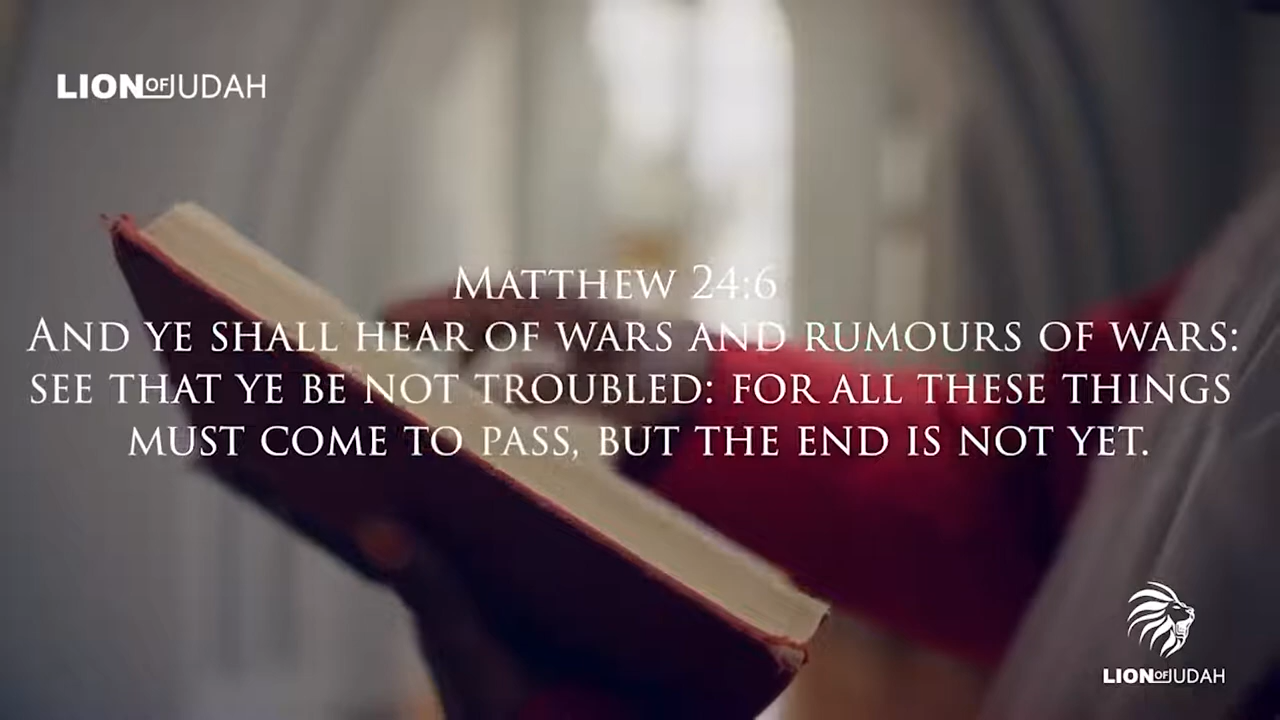 LION OF JUDAH
MATTHEW 24:6
AND YE SHALL HEAR OF WARS AND RUMOURS OF WARS:
SEE THAT YE BE NOT TROUBLED: FOR ALL THESE THINGS
MUST COME TO PASS, BUT THE END IS NOT YET.
LION OF JUDAH